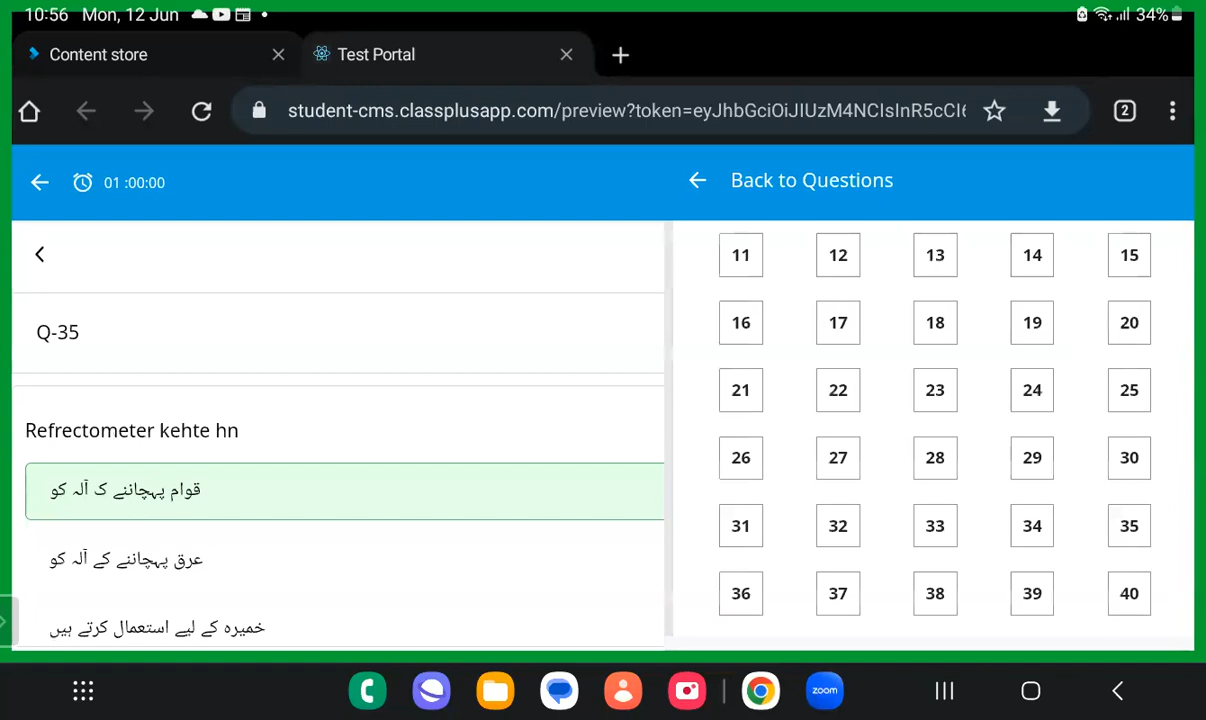 10:56 Mon, 12 Jun
34%
Content store
Test Portal
student-cms.classplusapp.com/preview?token=eyJhbGciOiJIUzM4NCIsInR5cCI6
2
01 :00:00
Back to Questions
11 12 13 14 15
Q-35
16 17 18 19 20
21 22 23 24 25
Refrectometer kehte hn
26 27 28 29 30
قوام پہچاننے ک آلہ کو
31 32 33 34 35
عرق پہچاننے کے آلہ کو
36 37 38 39 40
خمیرہ کے لیے استعمال کرتے ہیں
zoom